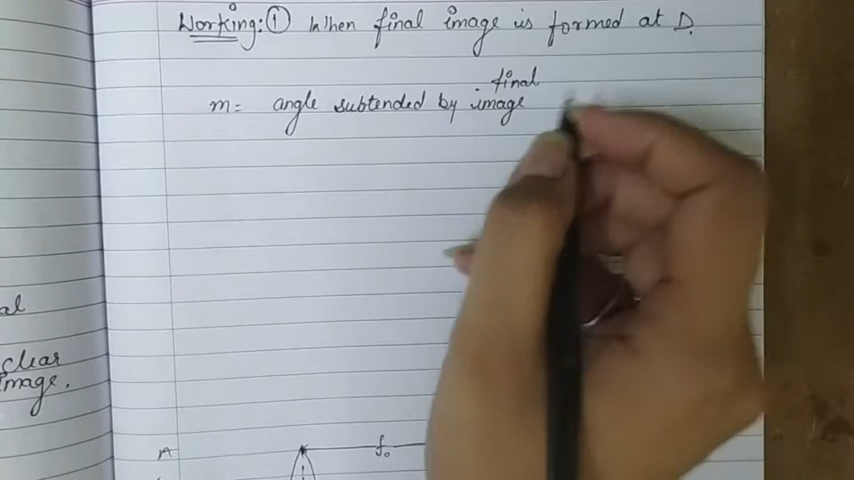 Working: ① When final image is formed at D.
final
m = angle subtended by image
al
clear
image.
A
f₀